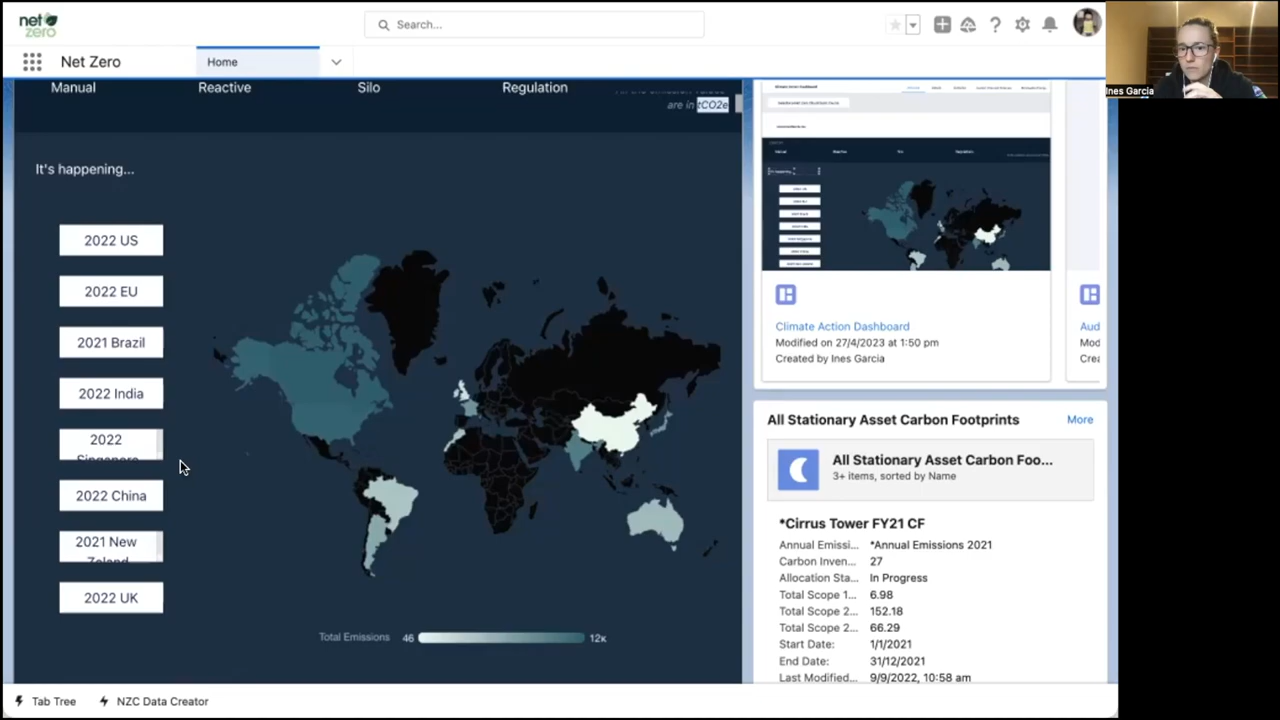 net
zero
Search...
Net Zero
Home
Manual
Reactive
Silo
Regulation
are in tCO2e
It's happening...
2022 US
2022 EU
2021 Brazil
2022 India
2022
Singapore
2022 China
2021 New
Zeland
2022 UK
Total Emissions
46
12k
Climate Action Dashboard
Modified on 27/4/2023 at 1:50 pm
Created by Ines Garcia
Aud
Mod
Crea
All Stationary Asset Carbon Footprints
More
All Stationary Asset Carbon Foo...
3+ items, sorted by Name
*Cirrus Tower FY21 CF
Annual Emissi... *Annual Emissions 2021
Carbon Inven... 27
Allocation Sta... In Progress
Total Scope 1... 6.98
Total Scope 2... 152.18
Total Scope 2... 66.29
Start Date: 1/1/2021
End Date: 31/12/2021
Last Modified... 9/9/2022, 10:58 am
Tab Tree
NZC Data Creator
Ines Garcia